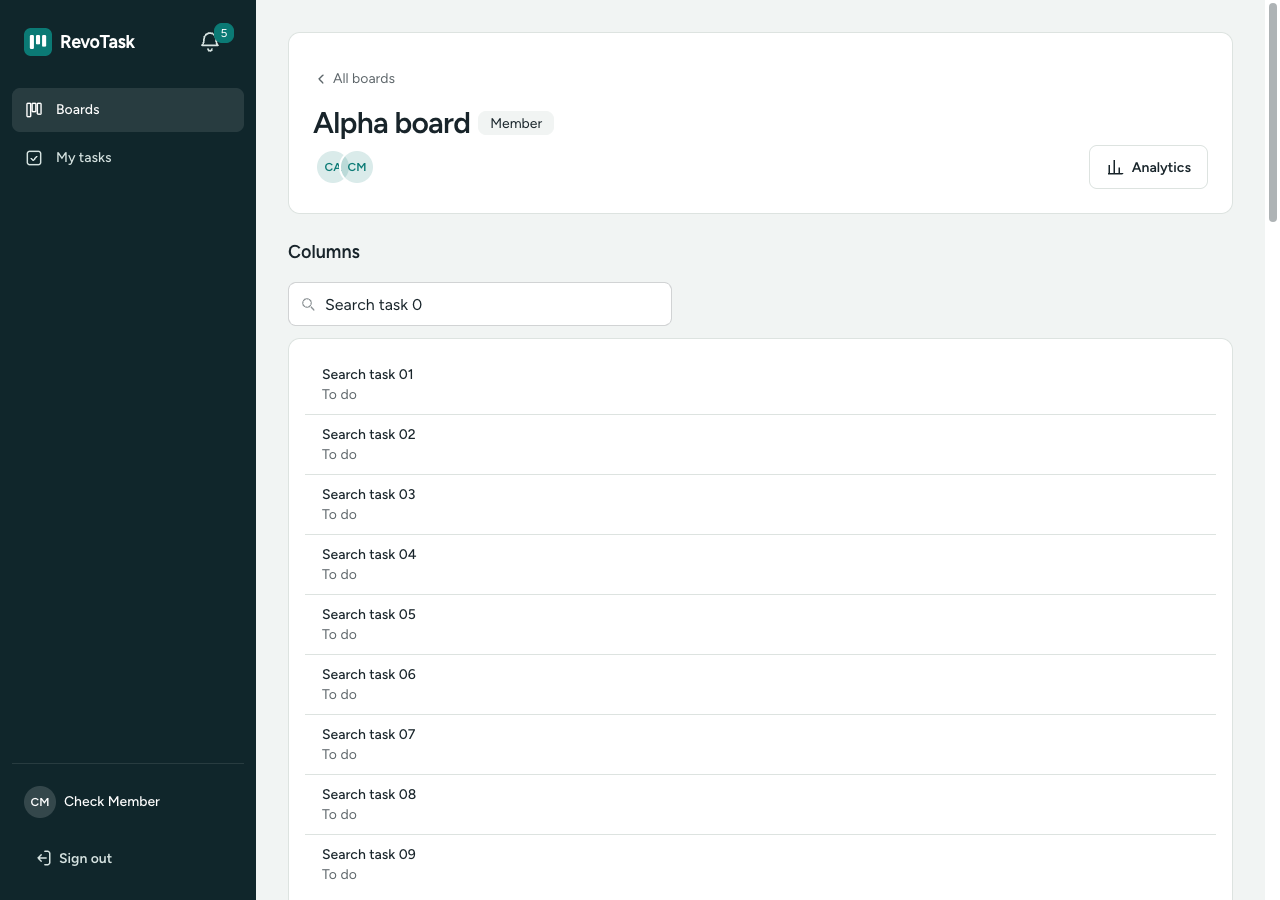 RevoTask
5
Boards
My tasks
CM
Check Member
Sign out
All boards
Alpha board
Member
CA
CM
Analytics
Columns
Search task 0
Search task 01
To do
Search task 02
To do
Search task 03
To do
Search task 04
To do
Search task 05
To do
Search task 06
To do
Search task 07
To do
Search task 08
To do
Search task 09
To do